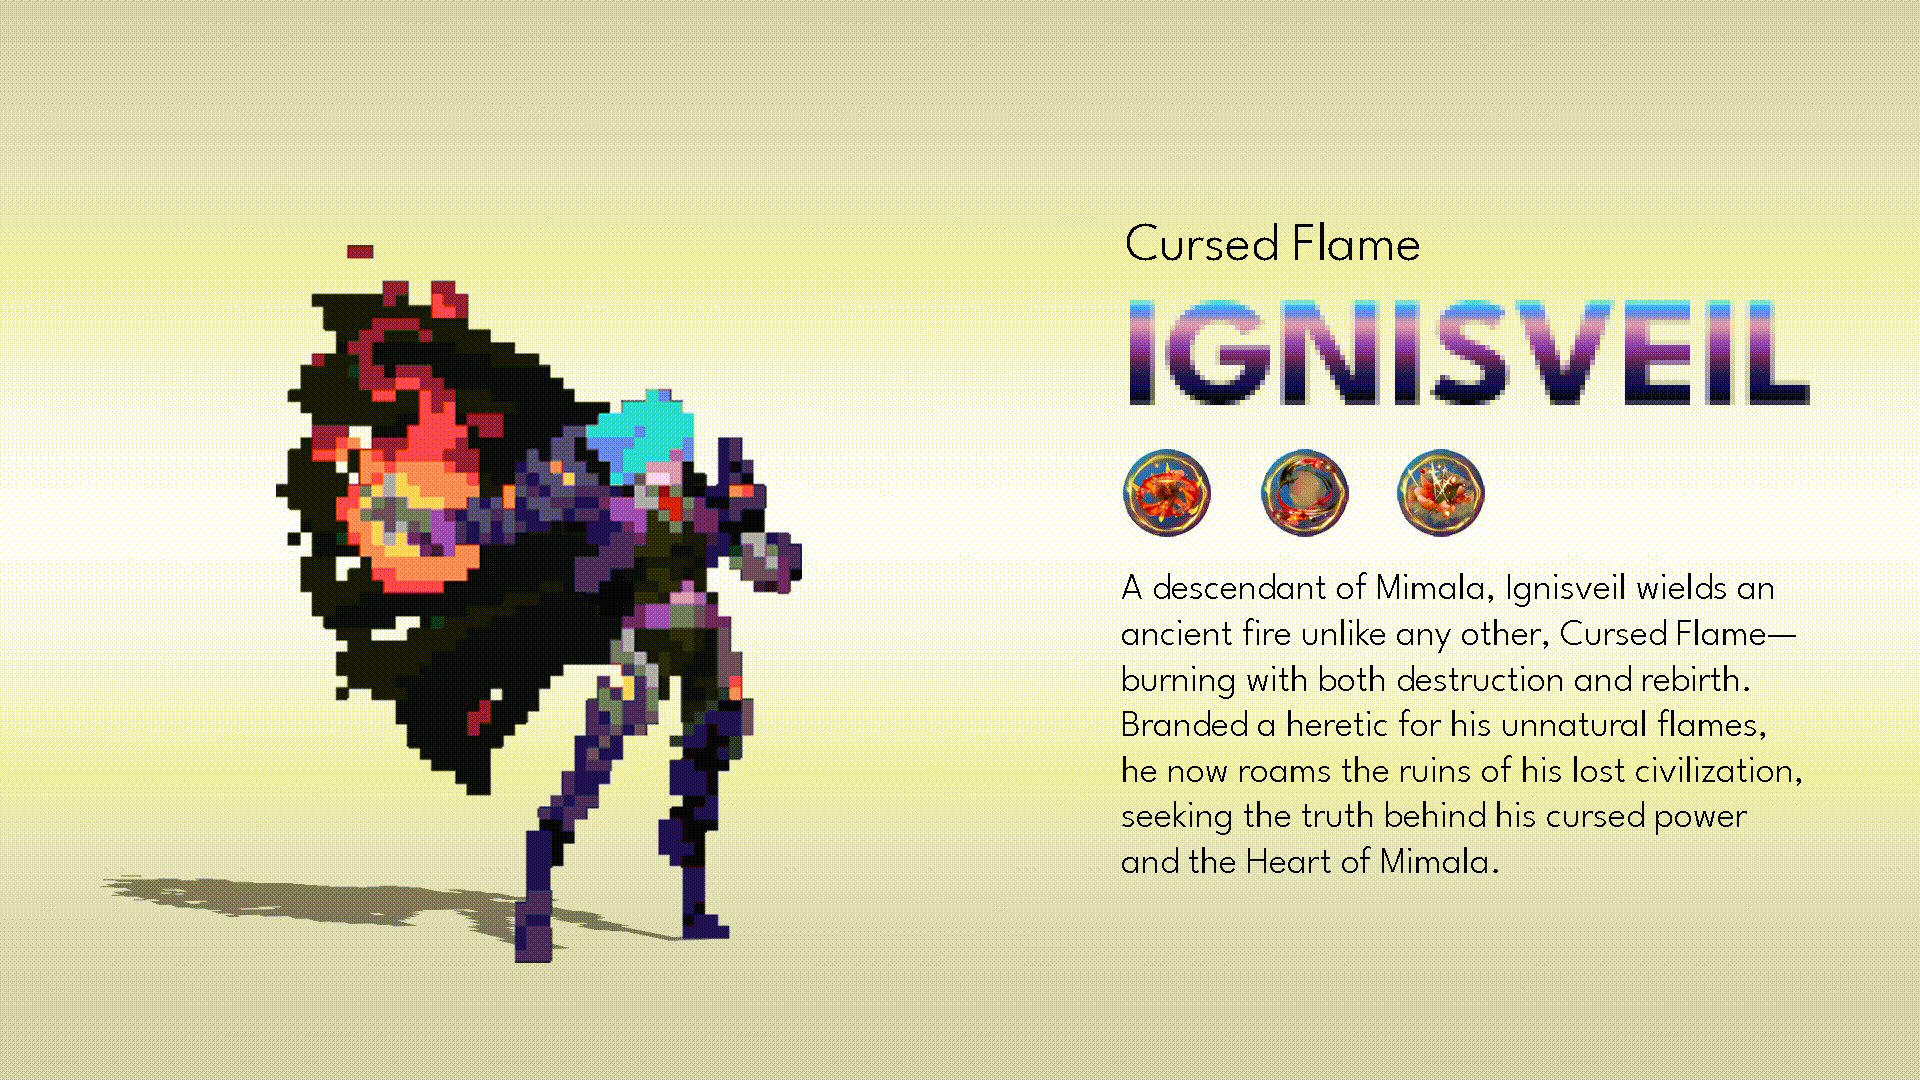 Cursed Flame
IGNISVEIL
A descendant of Mimala, Ignisveil wields an
ancient fire unlike any other, Cursed Flame—
burning with both destruction and rebirth.
Branded a heretic for his unnatural flames,
he now roams the ruins of his lost civilization,
seeking the truth behind his cursed power
and the Heart of Mimala.